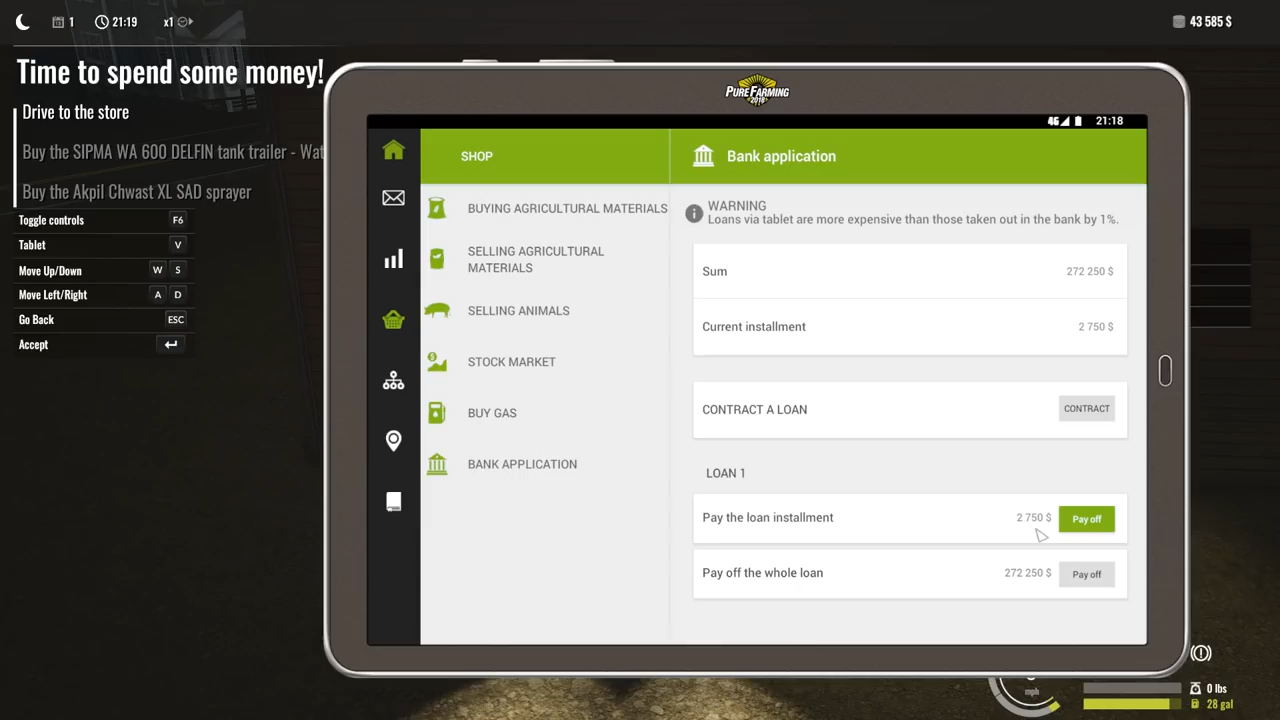 1 21:19 x1 43 585 $
Time to spend some money!
Drive to the store
Buy the SIPMA WA 600 DELFIN tank trailer - Wat
Buy the Akpil Chwast XL SAD sprayer
Toggle controls F6
Tablet V
Move Up/Down W S
Move Left/Right A D
Go Back ESC
Accept
PURE FARMING
2018
4G 21:18
SHOP
BUYING AGRICULTURAL MATERIALS
SELLING AGRICULTURAL
MATERIALS
SELLING ANIMALS
STOCK MARKET
BUY GAS
BANK APPLICATION
Bank application
WARNING
Loans via tablet are more expensive than those taken out in the bank by 1%.
Sum 272 250 $
Current installment 2 750 $
CONTRACT A LOAN CONTRACT
LOAN 1
Pay the loan installment 2 750 $ Pay off
Pay off the whole loan 272 250 $ Pay off
mph
0 lbs
28 gal